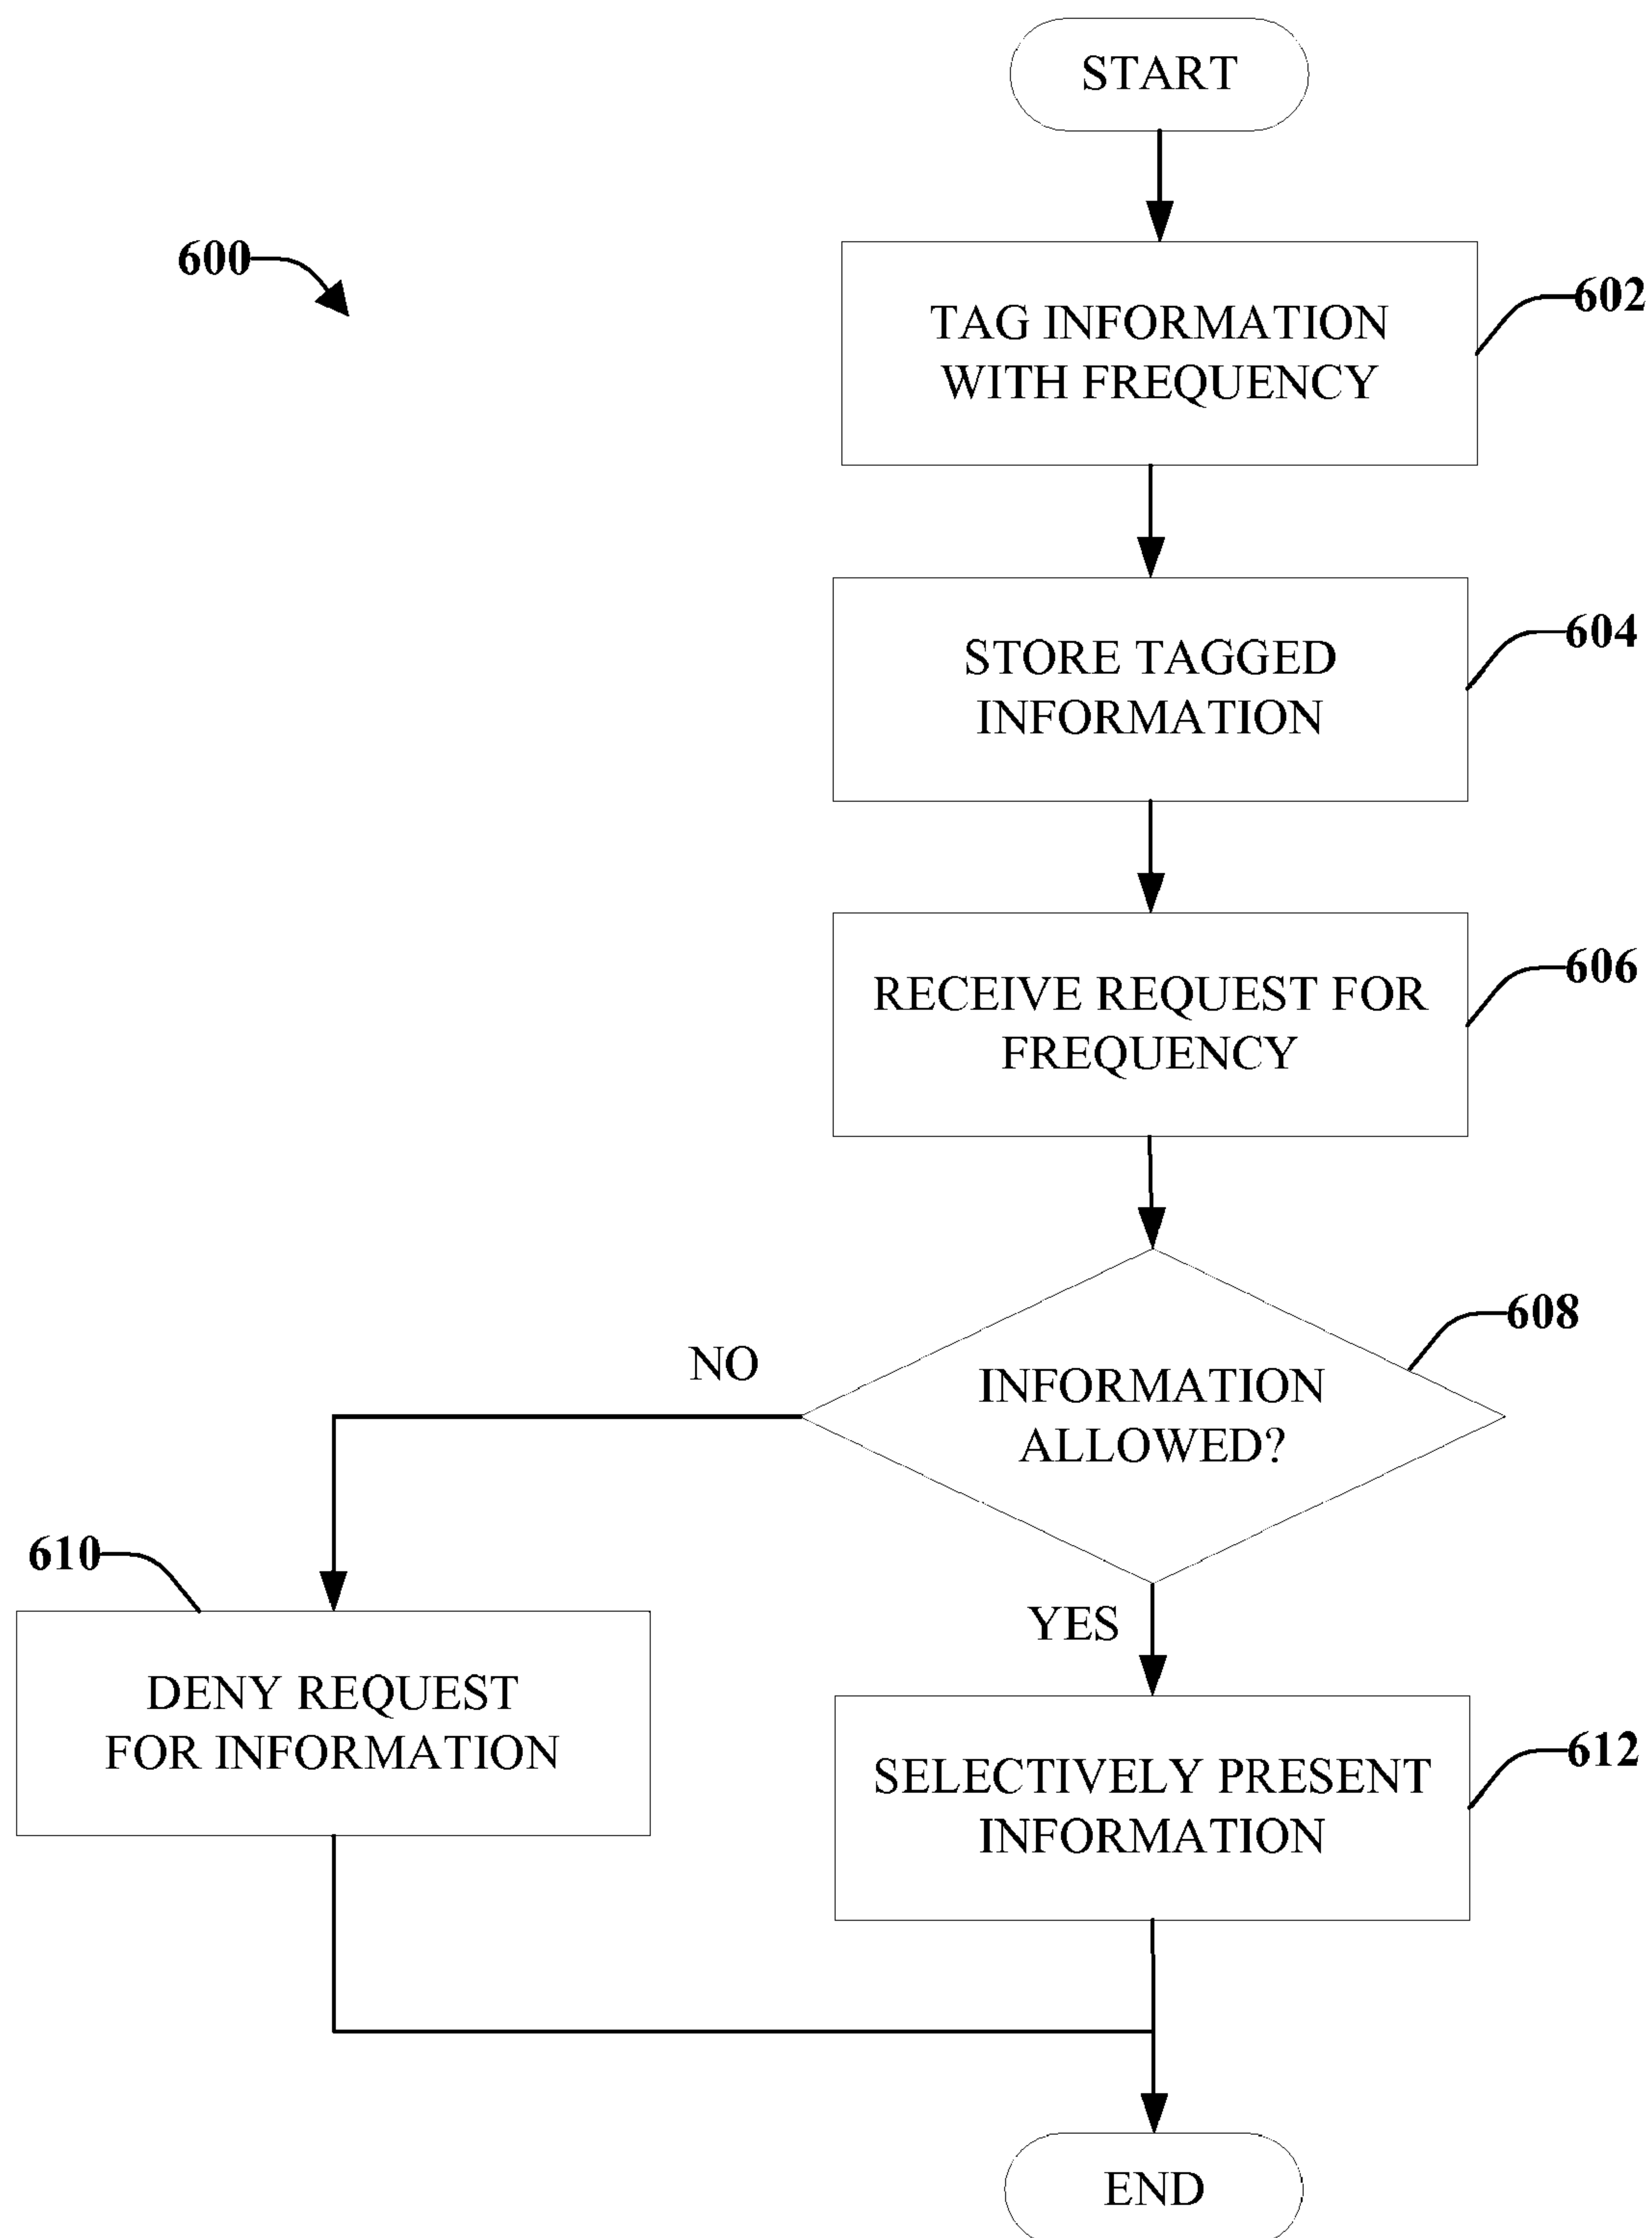 START
600
602
TAG INFORMATION
WITH FREQUENCY
604
STORE TAGGED
INFORMATION
606
RECEIVE REQUEST FOR
FREQUENCY
608
NO
INFORMATION
ALLOWED?
610
YES
DENY REQUEST
FOR INFORMATION
612
SELECTIVELY PRESENT
INFORMATION
END